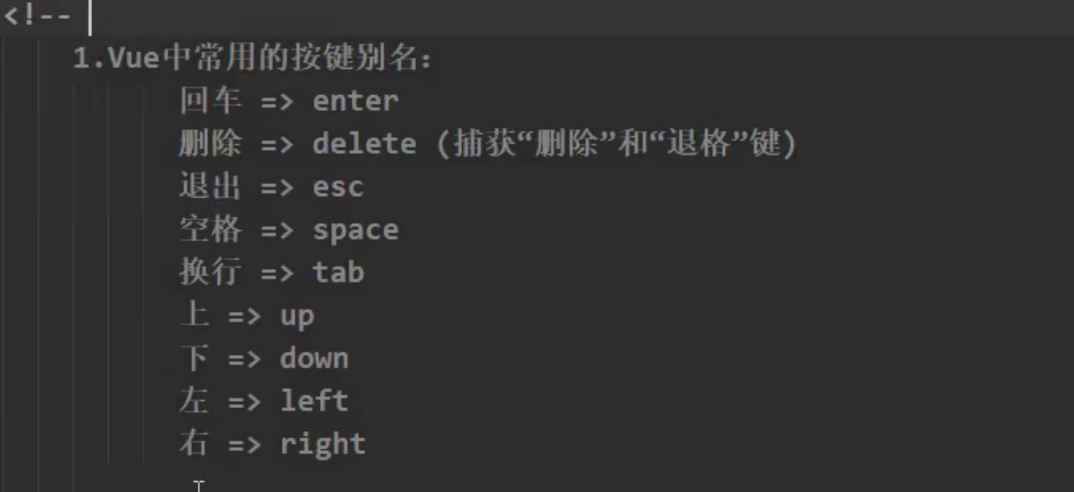 <!--
1.Vue中常用的按键别名:
回车 => enter
删除 => delete (捕获“删除”和“退格”键)
退出 => esc
空格 => space
换行 => tab
上 => up
下 => down
左 => left
右 => right